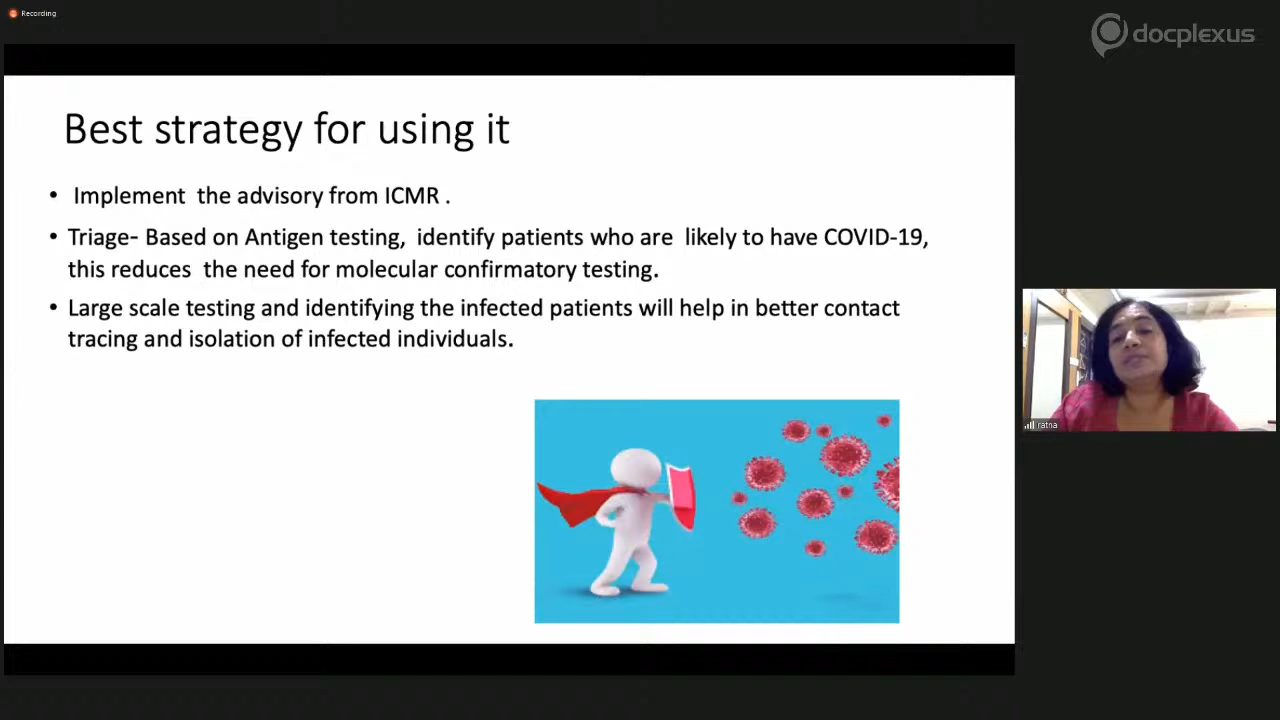 Recording
docplexus
Best strategy for using it
• Implement the advisory from ICMR .
• Triage- Based on Antigen testing, identify patients who are likely to have COVID-19,
this reduces the need for molecular confirmatory testing.
• Large scale testing and identifying the infected patients will help in better contact
tracing and isolation of infected individuals.
ratna